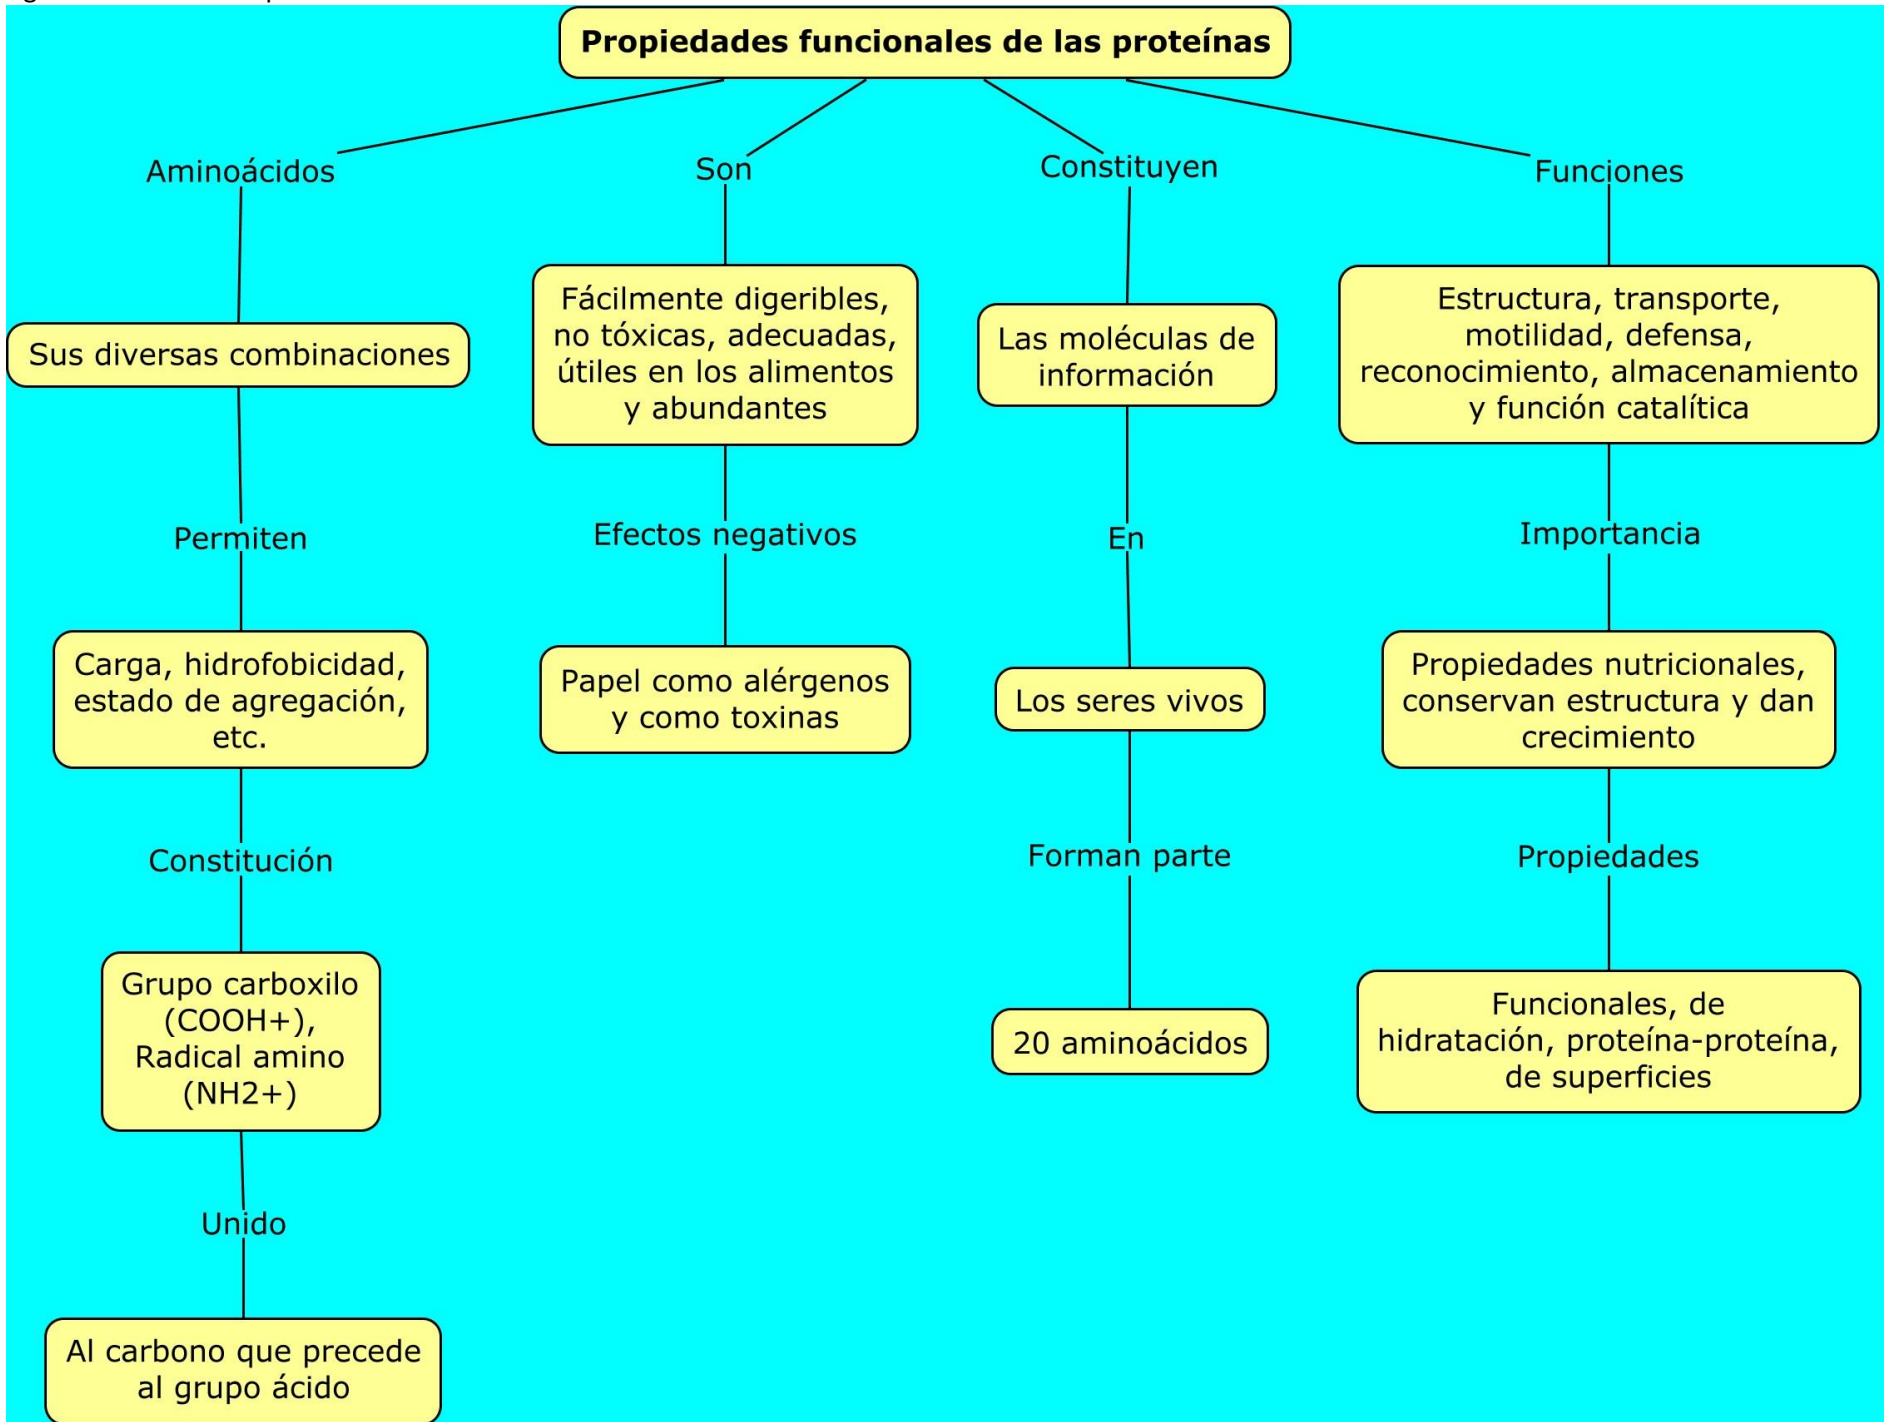 Propiedades funcionales de las proteínas
Aminoácidos
Son
Constituyen
Funciones
Sus diversas combinaciones
Fácilmente digeribles,
no tóxicas, adecuadas,
útiles en los alimentos
y abundantes
Las moléculas de
información
Estructura, transporte,
motilidad, defensa,
reconocimiento, almacenamiento
y función catalítica
Permiten
Efectos negativos
En
Importancia
Carga, hidrofobicidad,
estado de agregación,
etc.
Papel como alérgenos
y como toxinas
Los seres vivos
Propiedades nutricionales,
conservan estructura y dan
crecimiento
Constitución
Forman parte
Propiedades
Grupo carboxilo
(COOH+),
Radical amino
(NH2+)
20 aminoácidos
Funcionales, de
hidratación, proteína-proteína,
de superficies
Unido
Al carbono que precede
al grupo ácido